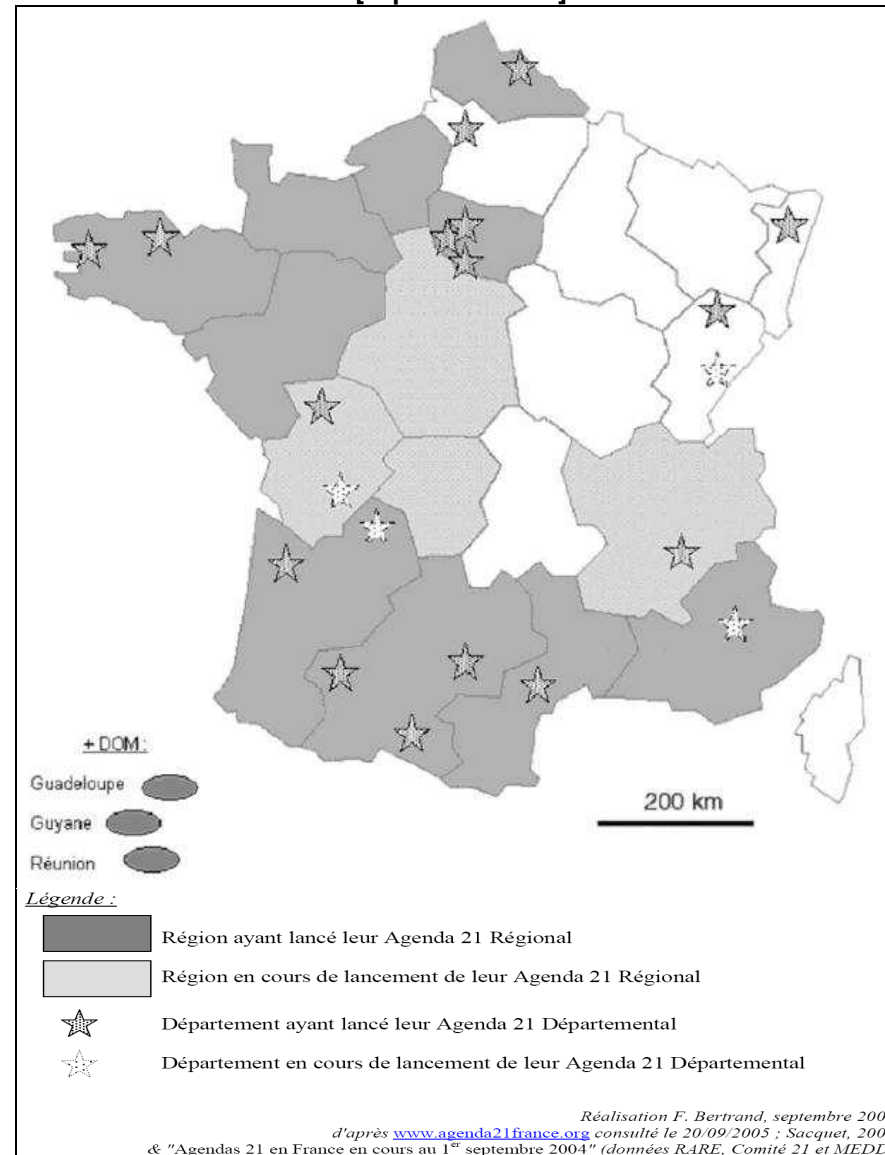 + DOM :
Guadeloupe
Guyane
Réunion
200 km
Légende :
Région ayant lancé leur Agenda 21 Régional
Région en cours de lancement de leur Agenda 21 Régional
Département ayant lancé leur Agenda 21 Départemental
Département en cours de lancement de leur Agenda 21 Départemental
Réalisation F. Bertrand, septembre 200
d'après www.agenda21france.org consulté le 20/09/2005 ; Sacquet, 200
& "Agendas 21 en France en cours au 1er septembre 2004" (données RARE, Comité 21 et MEDD